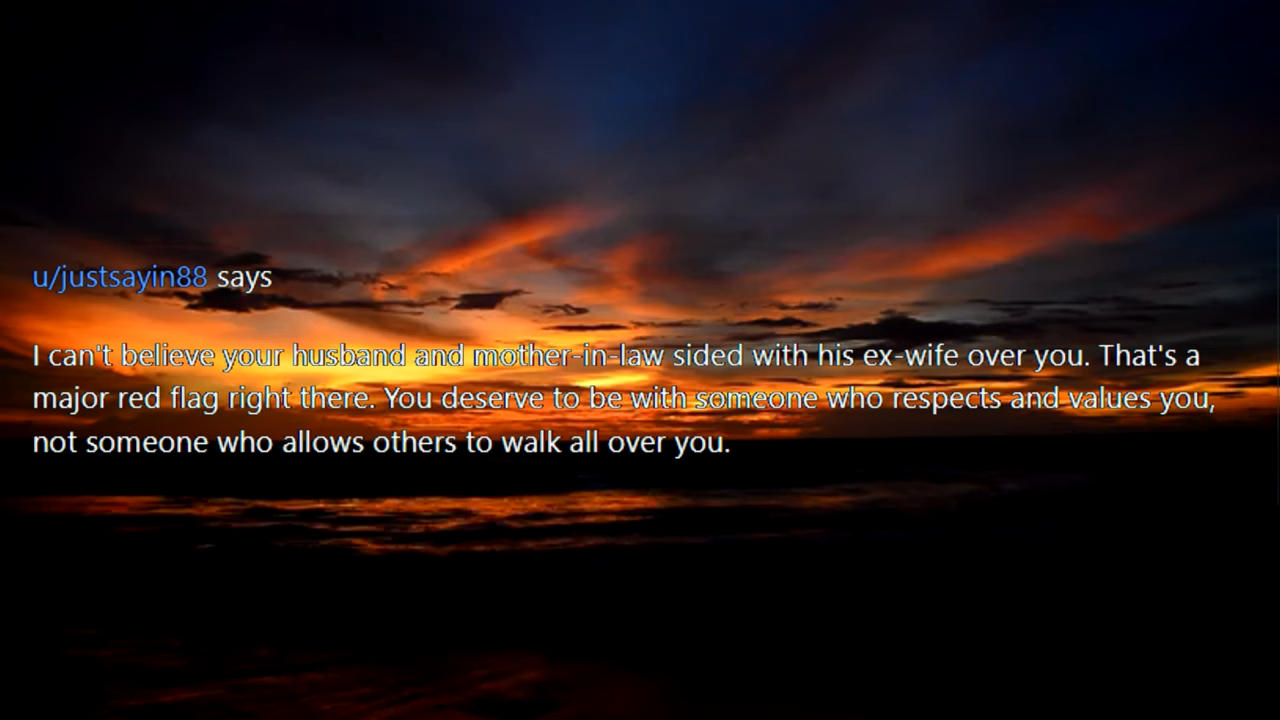 u/justsayin88 says
I can't believe your husband and mother-in-law sided with his ex-wife over you. That's a
major red flag right there. You deserve to be with someone who respects and values you,
not someone who allows others to walk all over you.